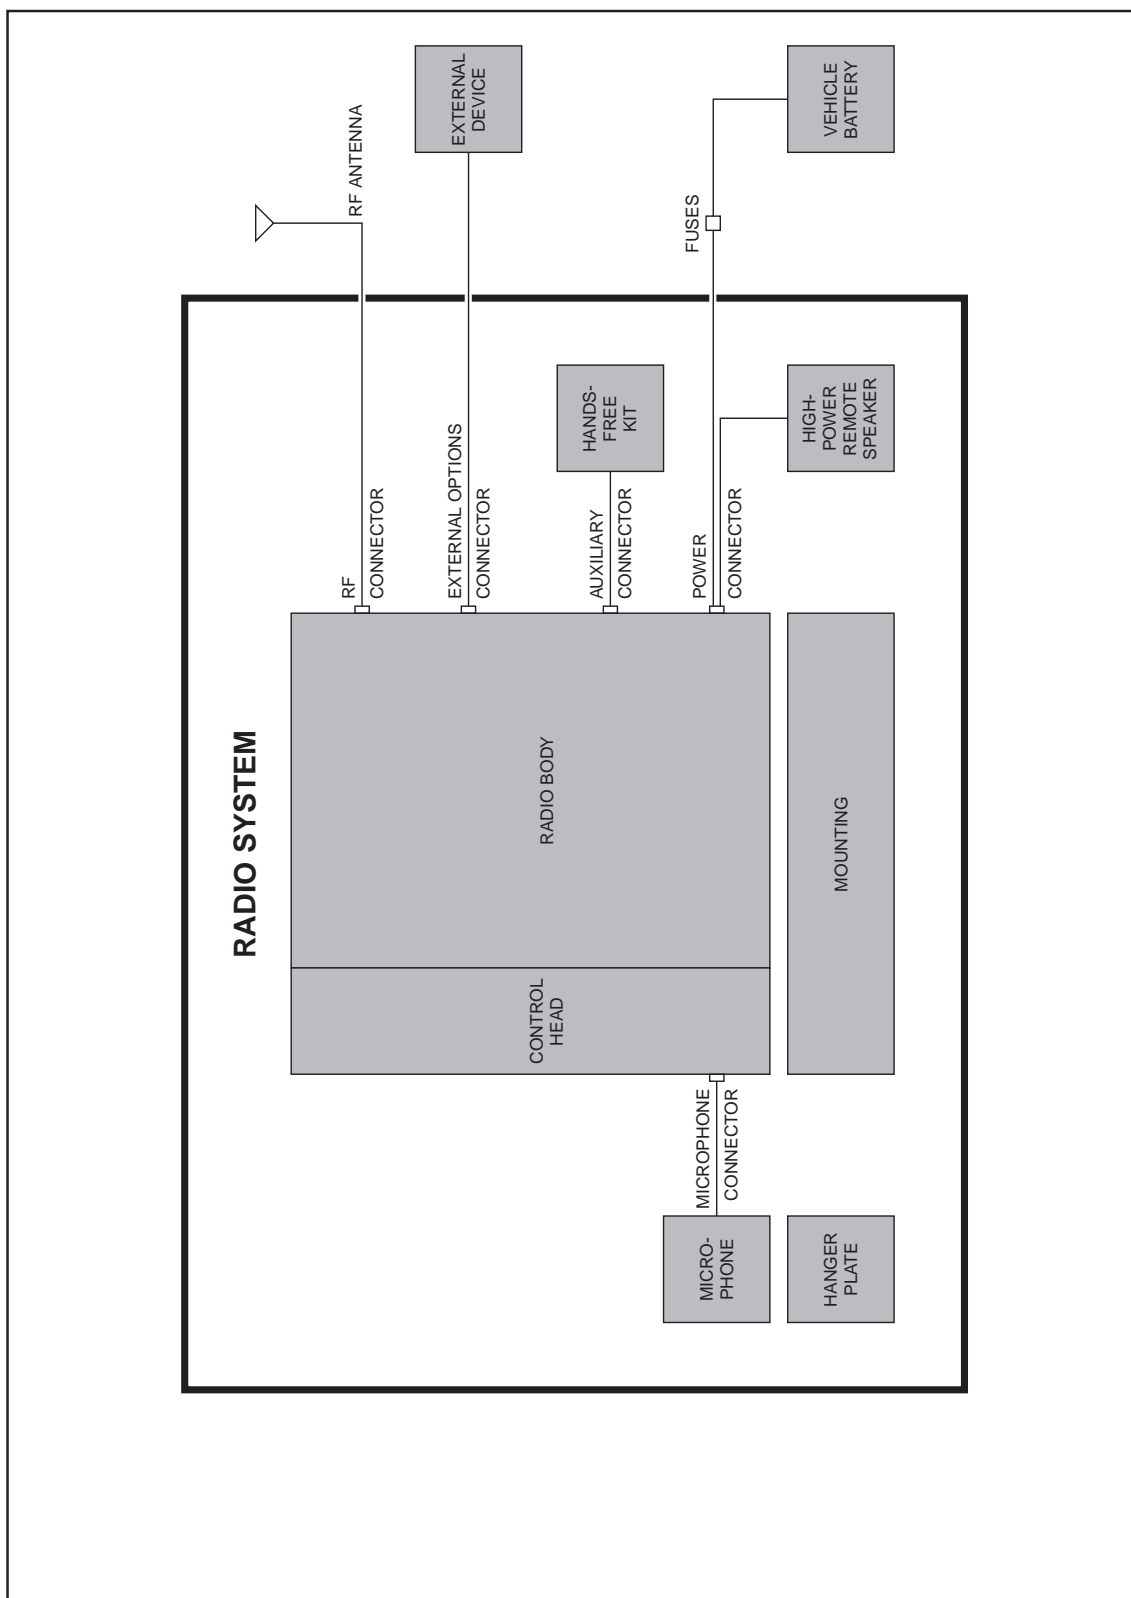 RADIO SYSTEM
RF ANTENNA
RF
CONNECTOR
EXTERNAL
DEVICE
EXTERNAL OPTIONS
CONNECTOR
CONTROL
HEAD
RADIO BODY
HANDS-
FREE
KIT
AUXILIARY
CONNECTOR
MICRO-
PHONE
MICROPHONE
CONNECTOR
POWER
CONNECTOR
FUSES
HANGER
PLATE
MOUNTING
HIGH-
POWER
REMOTE
SPEAKER
VEHICLE
BATTERY